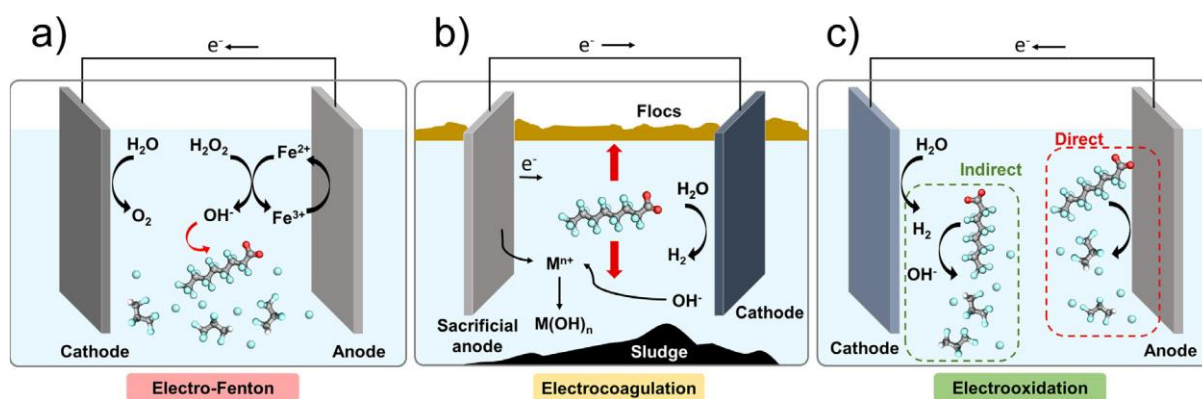 a)
e⁻
H₂O
O₂
H₂O₂
OH⁻
Fe²⁺
Fe³⁺
Cathode
Anode
Electro-Fenton
b)
e⁻
Flocs
e⁻
H₂O
H₂
Mⁿ⁺
OH⁻
M(OH)ₙ
Sacrificial
anode
Cathode
Sludge
Electrocoagulation
c)
e⁻
H₂O
Direct
Indirect
H₂
OH⁻
Cathode
Anode
Electrooxidation